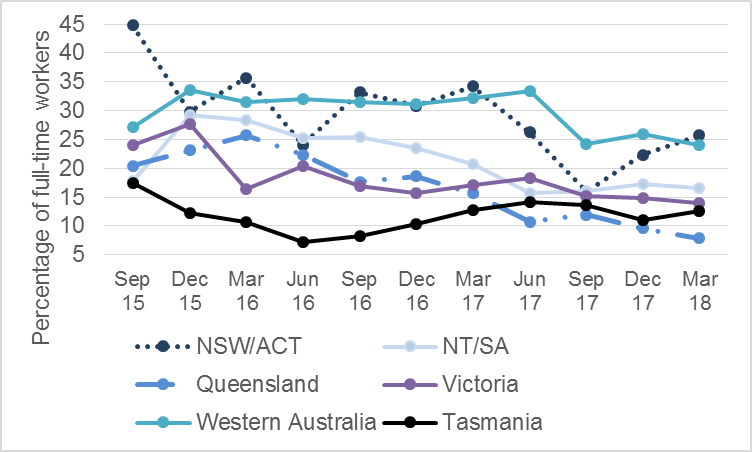 Percentage of full-time workers
45
40
35
30
25
20
15
10
5
Sep 15
Dec 15
Mar 16
Jun 16
Sep 16
Dec 16
Mar 17
Jun 17
Sep 17
Dec 17
Mar 18
NSW/ACT
NT/SA
Queensland
Victoria
Western Australia
Tasmania